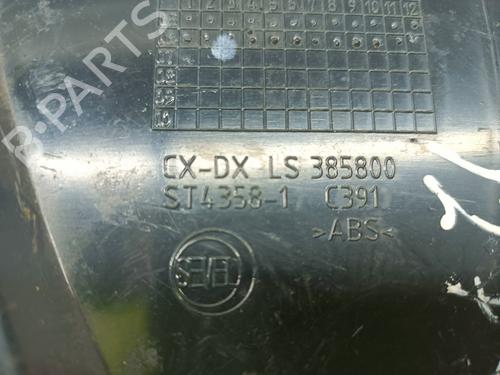 1 2 3 4 5 6 7 8 9 10 11 12
B-PARTS
CX-DX LS 385800
ST4358-1 C391
>ABS<